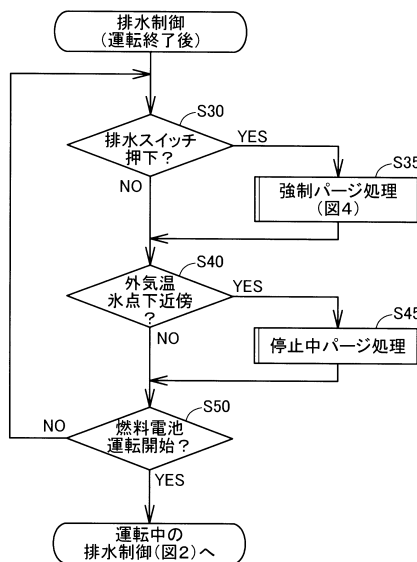 排水制御
(運転終了後)
S30
排水スイッチ
押下？
YES
NO
S35
強制パージ処理
(図4)
S40
外気温
氷点下近傍
？
YES
NO
S45
停止中パージ処理
S50
燃料電池
運転開始？
NO
YES
運転中の
排水制御(図2)へ